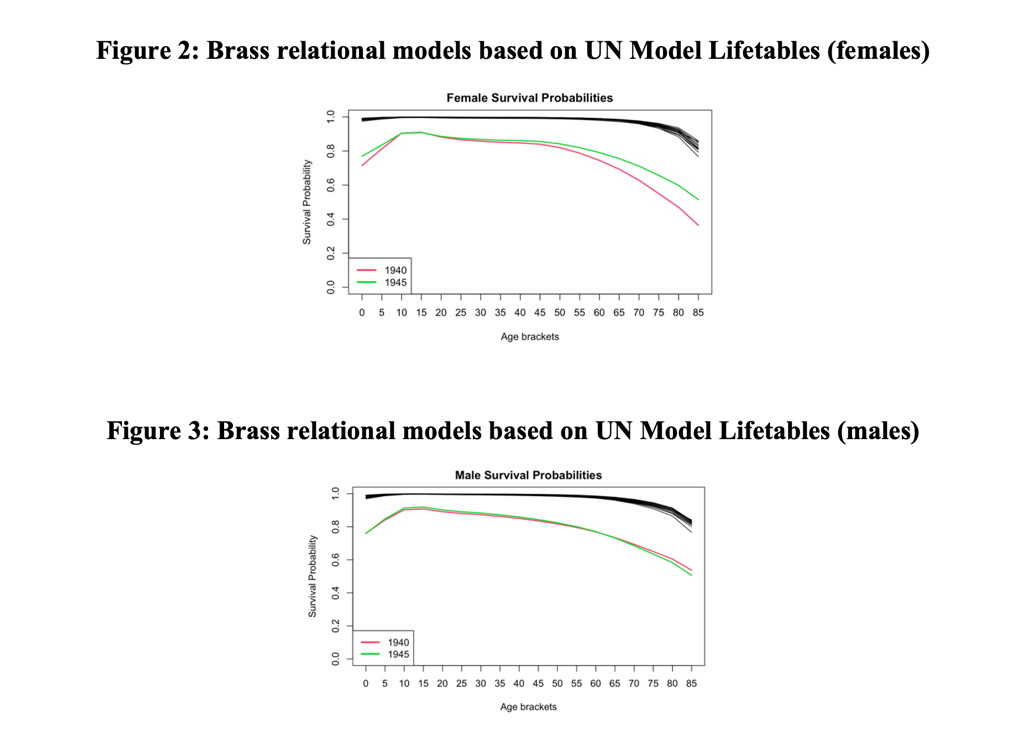 Figure 2: Brass relational models based on UN Model Lifetables (females)
Female Survival Probabilities
Survival Probability
1.0
0.8
0.6
0.4
0.2
0.0
1940
1945
0 5 10 15 20 25 30 35 40 45 50 55 60 65 70 75 80 85
Age brackets
Figure 3: Brass relational models based on UN Model Lifetables (males)
Male Survival Probabilities
Survival Probability
1.0
0.8
0.6
0.4
0.2
0.0
1940
1945
0 5 10 15 20 25 30 35 40 45 50 55 60 65 70 75 80 85
Age brackets